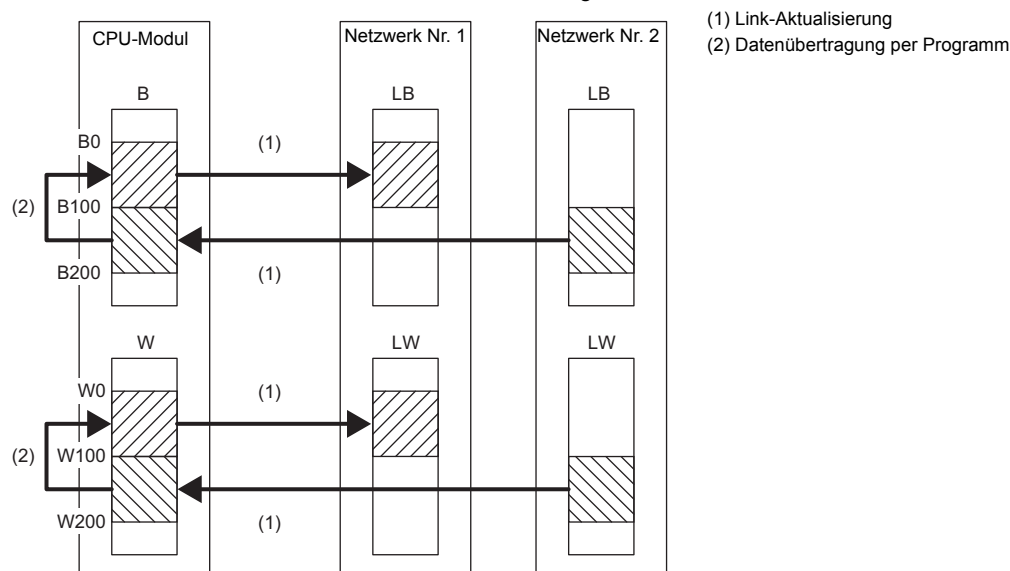 (1) Link-Aktualisierung
(2) Datenübertragung per Programm
CPU-Modul
Netzwerk Nr. 1
Netzwerk Nr. 2
B
LB
LB
B0
(1)
(2)
B100
B200
(1)
W
LW
LW
W0
(1)
(2)
W100
W200
(1)